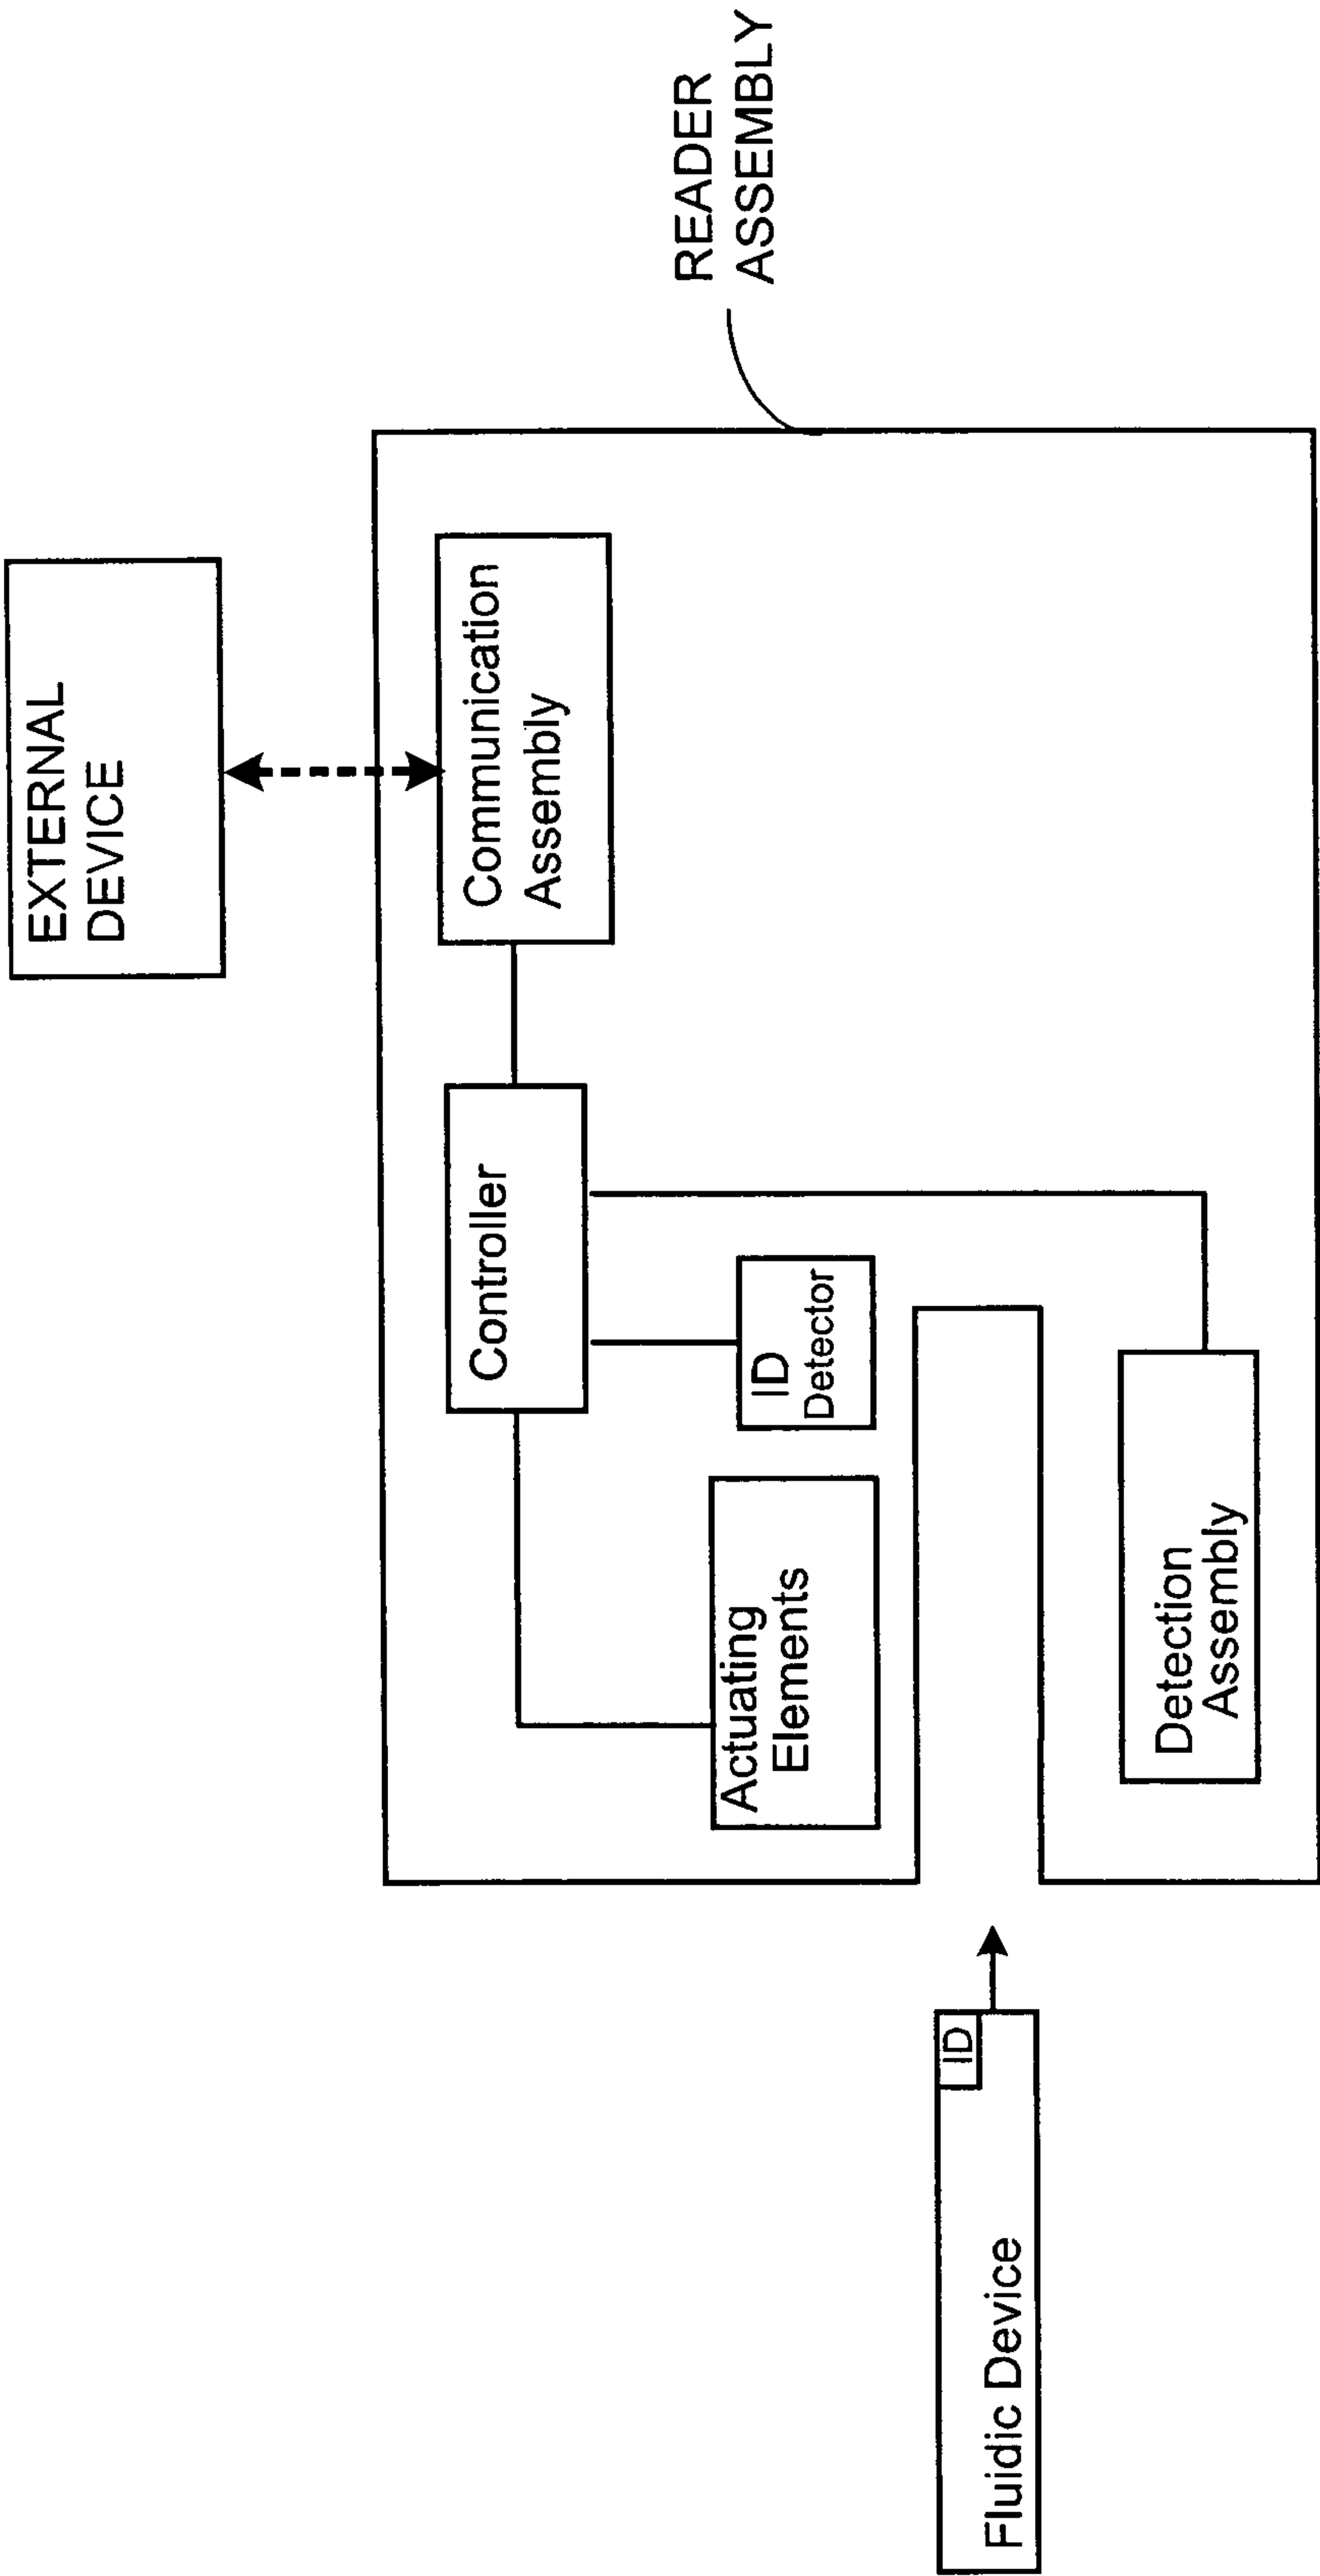 EXTERNAL
DEVICE
READER
ASSEMBLY
Communication
Assembly
Controller
ID
Detector
Actuating
Elements
Detection
Assembly
ID
Fluidic Device